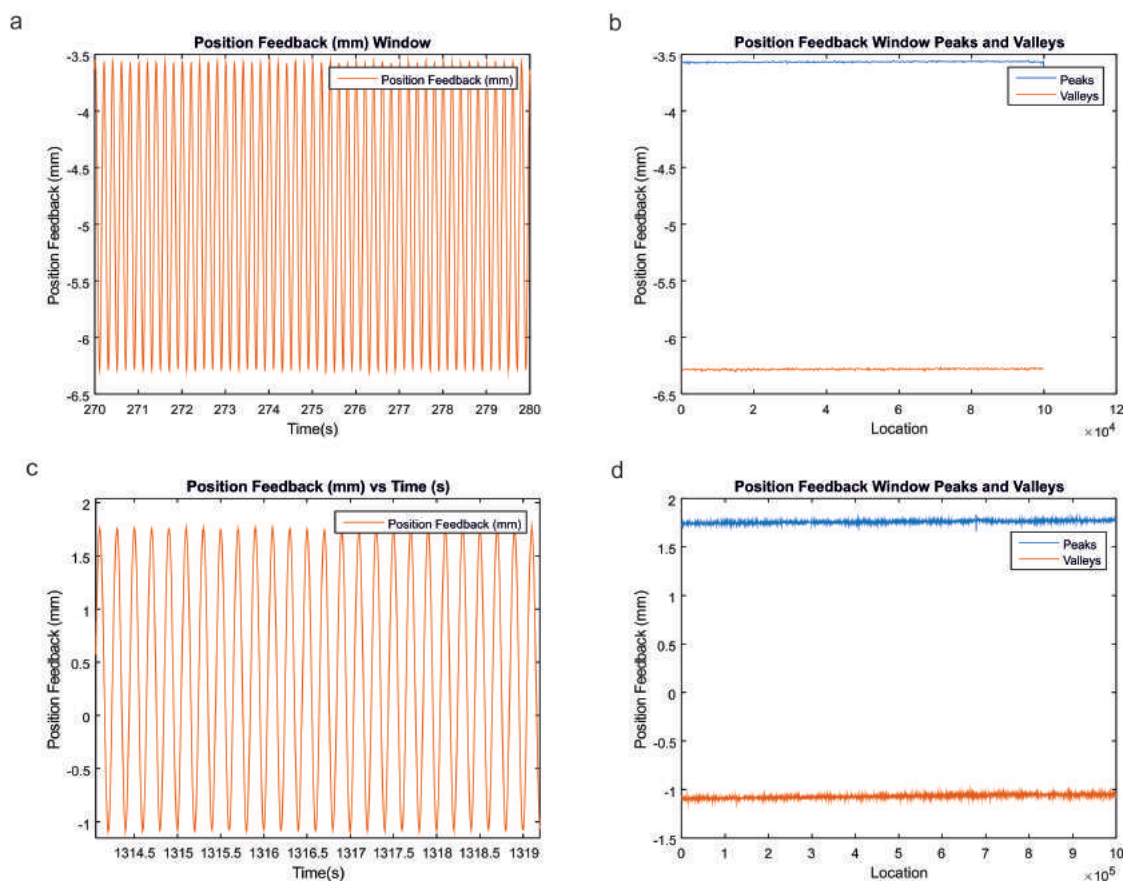 a
Position Feedback (mm) Window
Position Feedback (mm)
-3.5
-4
-4.5
-5
-5.5
-6
-6.5
Position Feedback (mm)
270 271 272 273 274 275 276 277 278 279 280
Time(s)
b
Position Feedback Window Peaks and Valleys
Peaks
Valleys
-3.5
-4
-4.5
-5
-5.5
-6
-6.5
Position Feedback (mm)
0 2 4 6 8 10 12
Location
×10^4
c
Position Feedback (mm) vs Time (s)
Position Feedback (mm)
2
1.5
1
0.5
0
-0.5
-1
Position Feedback (mm)
1314.5 1315 1315.5 1316 1316.5 1317 1317.5 1318 1318.5 1319
Time(s)
d
Position Feedback Window Peaks and Valleys
Peaks
Valleys
2
1.5
1
0.5
0
-0.5
-1
-1.5
Position Feedback (mm)
0 1 2 3 4 5 6 7 8 9 10
Location
×10^5